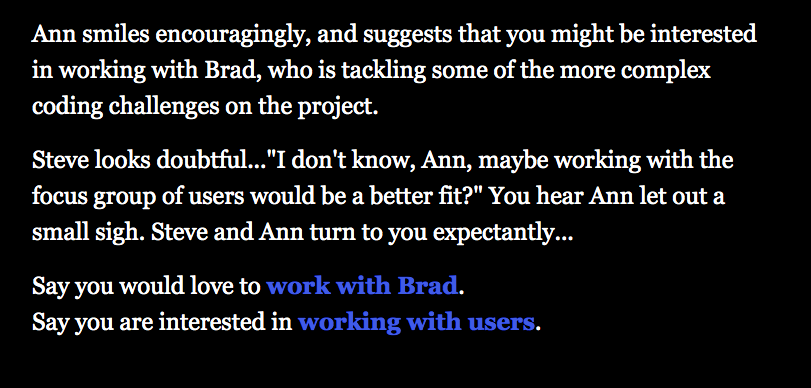 Ann smiles encouragingly, and suggests that you might be interested
in working with Brad, who is tackling some of the more complex
coding challenges on the project.
Steve looks doubtful..."I don't know, Ann, maybe working with the
focus group of users would be a better fit?" You hear Ann let out a
small sigh. Steve and Ann turn to you expectantly...
Say you would love to work with Brad.
Say you are interested in working with users.